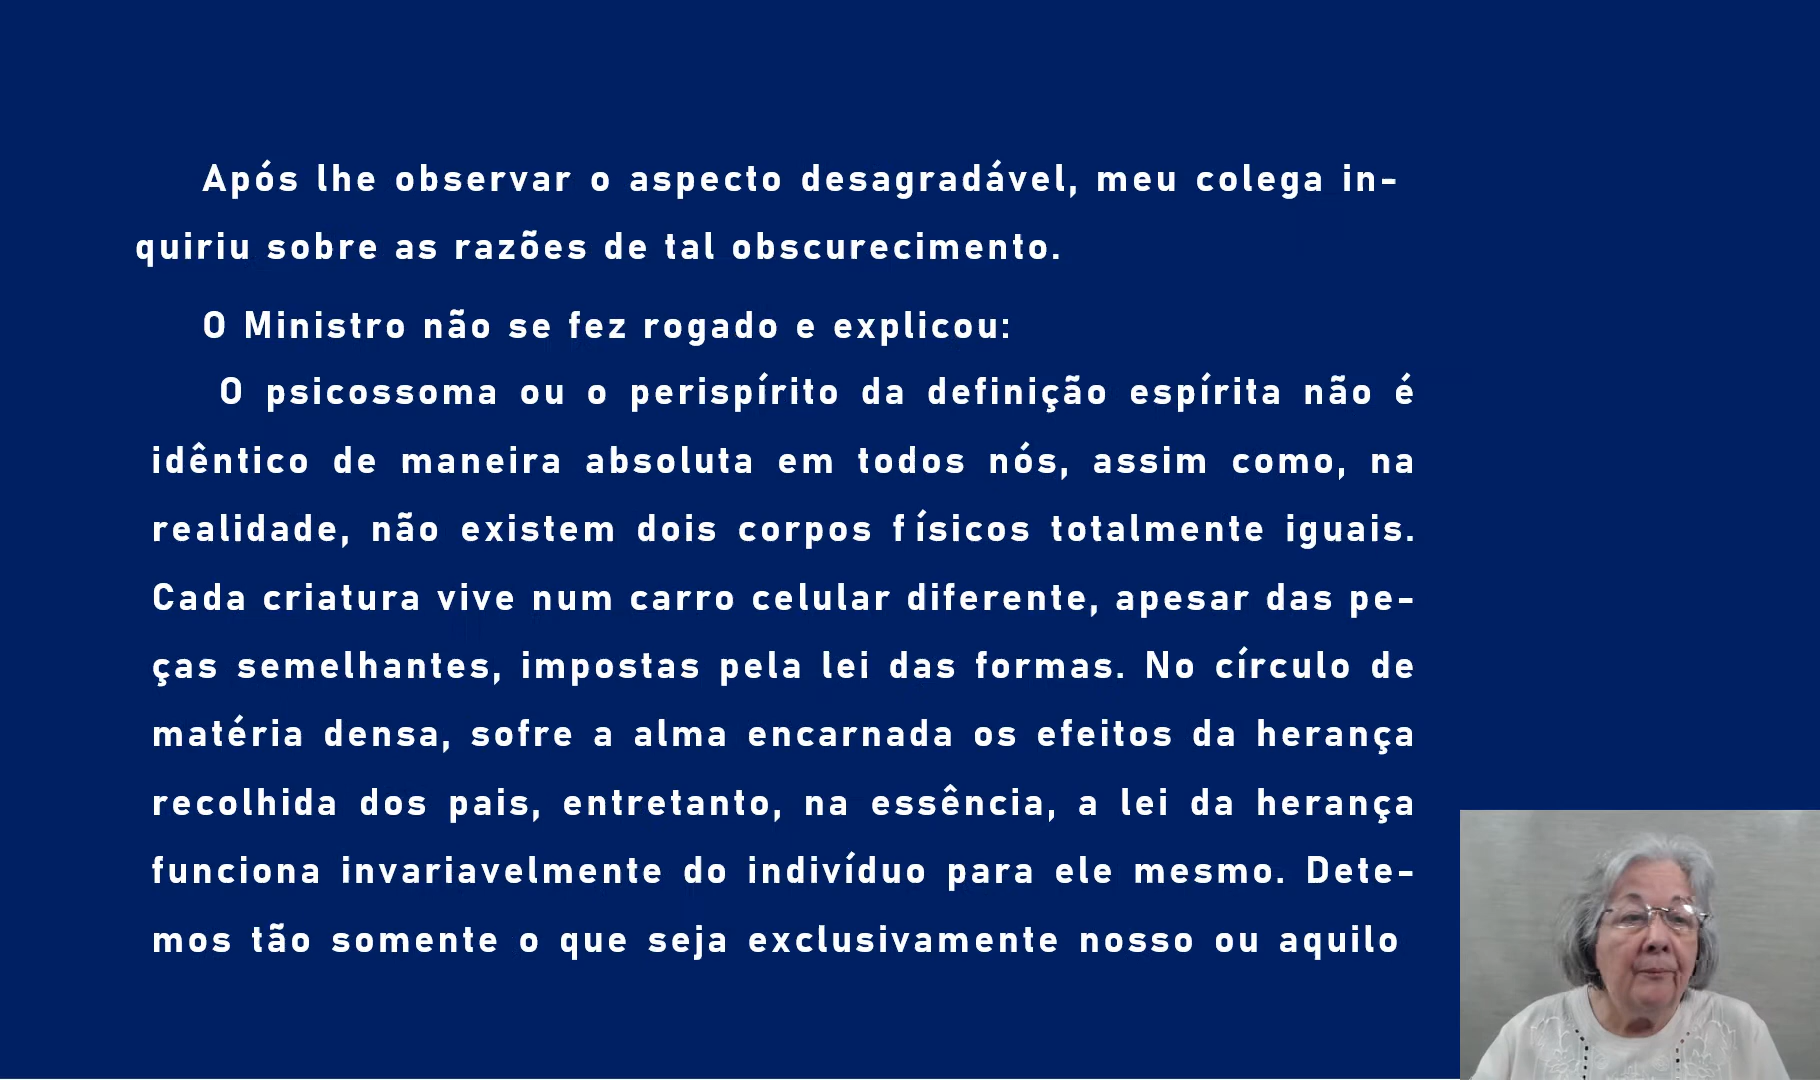 Após lhe observar o aspecto desagradável, meu colega in-
quiriu sobre as razões de tal obscurecimento.
O Ministro não se fez rogado e explicou:
O psicossoma ou o perispírito da definição espírita não é
idêntico de maneira absoluta em todos nós, assim como, na
realidade, não existem dois corpos físicos totalmente iguais.
Cada criatura vive num carro celular diferente, apesar das pe-
ças semelhantes, impostas pela lei das formas. No círculo de
matéria densa, sofre a alma encarnada os efeitos da herança
recolhida dos pais, entretanto, na essência, a lei da herança
funciona invariavelmente do indivíduo para ele mesmo. Dete-
mos tão somente o que seja exclusivamente nosso ou aquilo